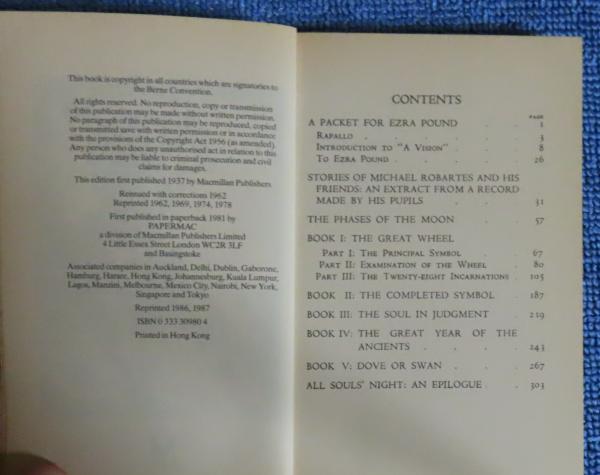 This book is copyright in all countries which are signatories to
the Berne Convention.
All rights reserved. No reproduction, copy or transmission
of this publication may be made without written permission.
No paragraph of this publication may be reproduced, copied
or transmitted save with written permission or in accordance
with the provisions of the Copyright Act 1956 (as amended).
Any person who does any unauthorised act in relation to this
publication may be liable to criminal prosecution and civil
claims for damages.
This edition first published 1937 by Macmillan Publishers
Reissued with corrections 1962
Reprinted 1962, 1969, 1974, 1978
First published in paperback 1981 by
PAPERMAC
a division of Macmillan Publishers Limited
4 Little Essex Street London WC2R 3LF
and Basingstoke
Associated companies in Auckland, Delhi, Dublin, Gaborone,
Hamburg, Harare, Hong Kong, Johannesburg, Kuala Lumpur,
Lagos, Manzini, Melbourne, Mexico City, Nairobi, New York,
Singapore and Tokyo
Reprinted 1986, 1987
ISBN 0 333 30980 4
Printed in Hong Kong
CONTENTS
PAGE
A PACKET FOR EZRA POUND . . 1
Rapallo . . . . . 3
Introduction to "A Vision" . . 8
To Ezra Pound . . . . 26
STORIES OF MICHAEL ROBARTES AND HIS
FRIENDS: AN EXTRACT FROM A RECORD
MADE BY HIS PUPILS . . . 31
THE PHASES OF THE MOON . . 57
BOOK I: THE GREAT WHEEL
Part I: The Principal Symbol . 67
Part II: Examination of the Wheel . 80
Part III: The Twenty-eight Incarnations . 105
BOOK II: THE COMPLETED SYMBOL . 187
BOOK III: THE SOUL IN JUDGMENT . 219
BOOK IV: THE GREAT YEAR OF THE
ANCIENTS . . . . 243
BOOK V: DOVE OR SWAN . . 267
ALL SOULS' NIGHT: AN EPILOGUE . . 303